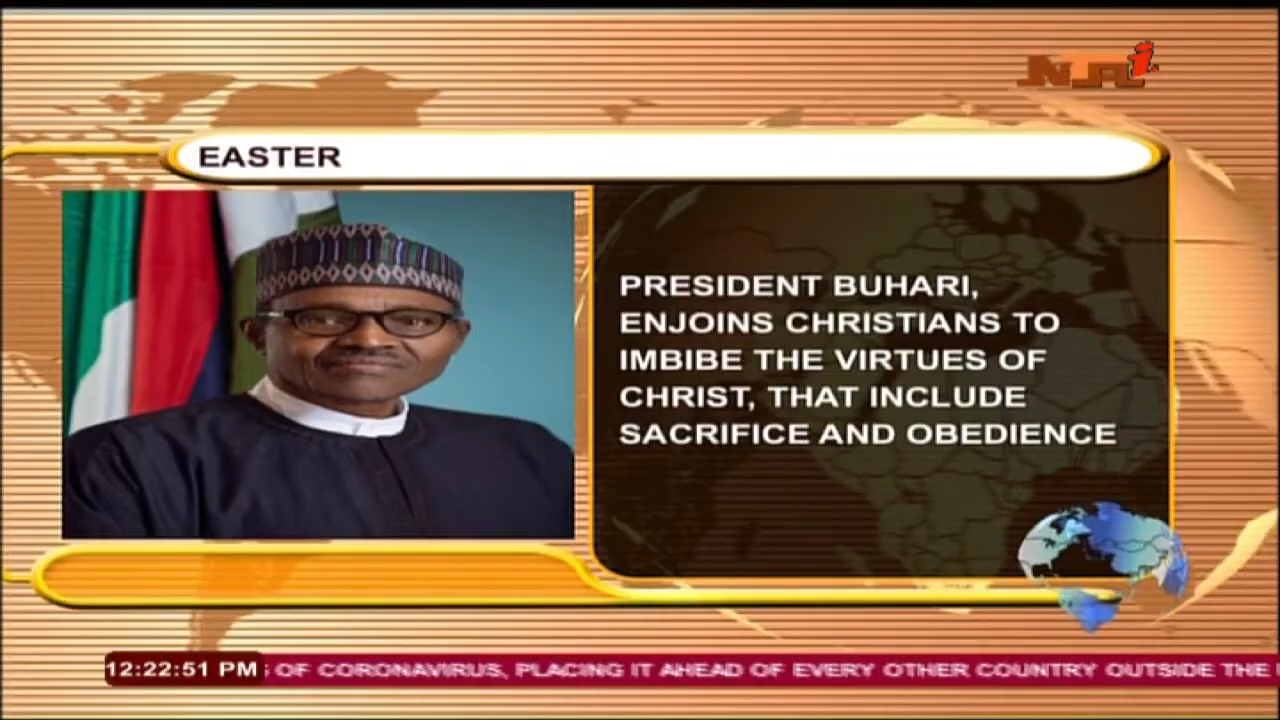 NTAi
EASTER
PRESIDENT BUHARI,
ENJOINS CHRISTIANS TO
IMBIBE THE VIRTUES OF
CHRIST, THAT INCLUDE
SACRIFICE AND OBEDIENCE
12:22:51 PM OF CORONAVIRUS, PLACING IT AHEAD OF EVERY OTHER COUNTRY OUTSIDE THE